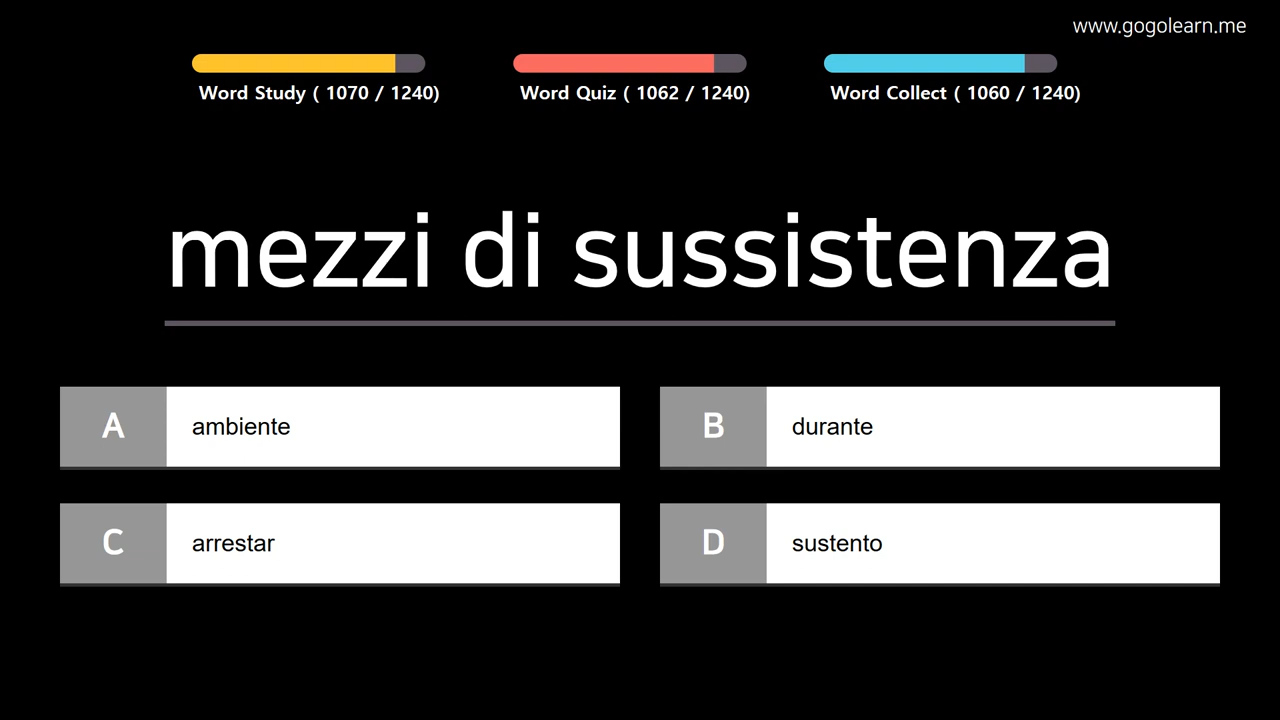 www.gogolearn.me
Word Study ( 1070 / 1240)
Word Quiz ( 1062 / 1240)
Word Collect ( 1060 / 1240)
mezzi di sussistenza
A ambiente
B durante
C arrestar
D sustento